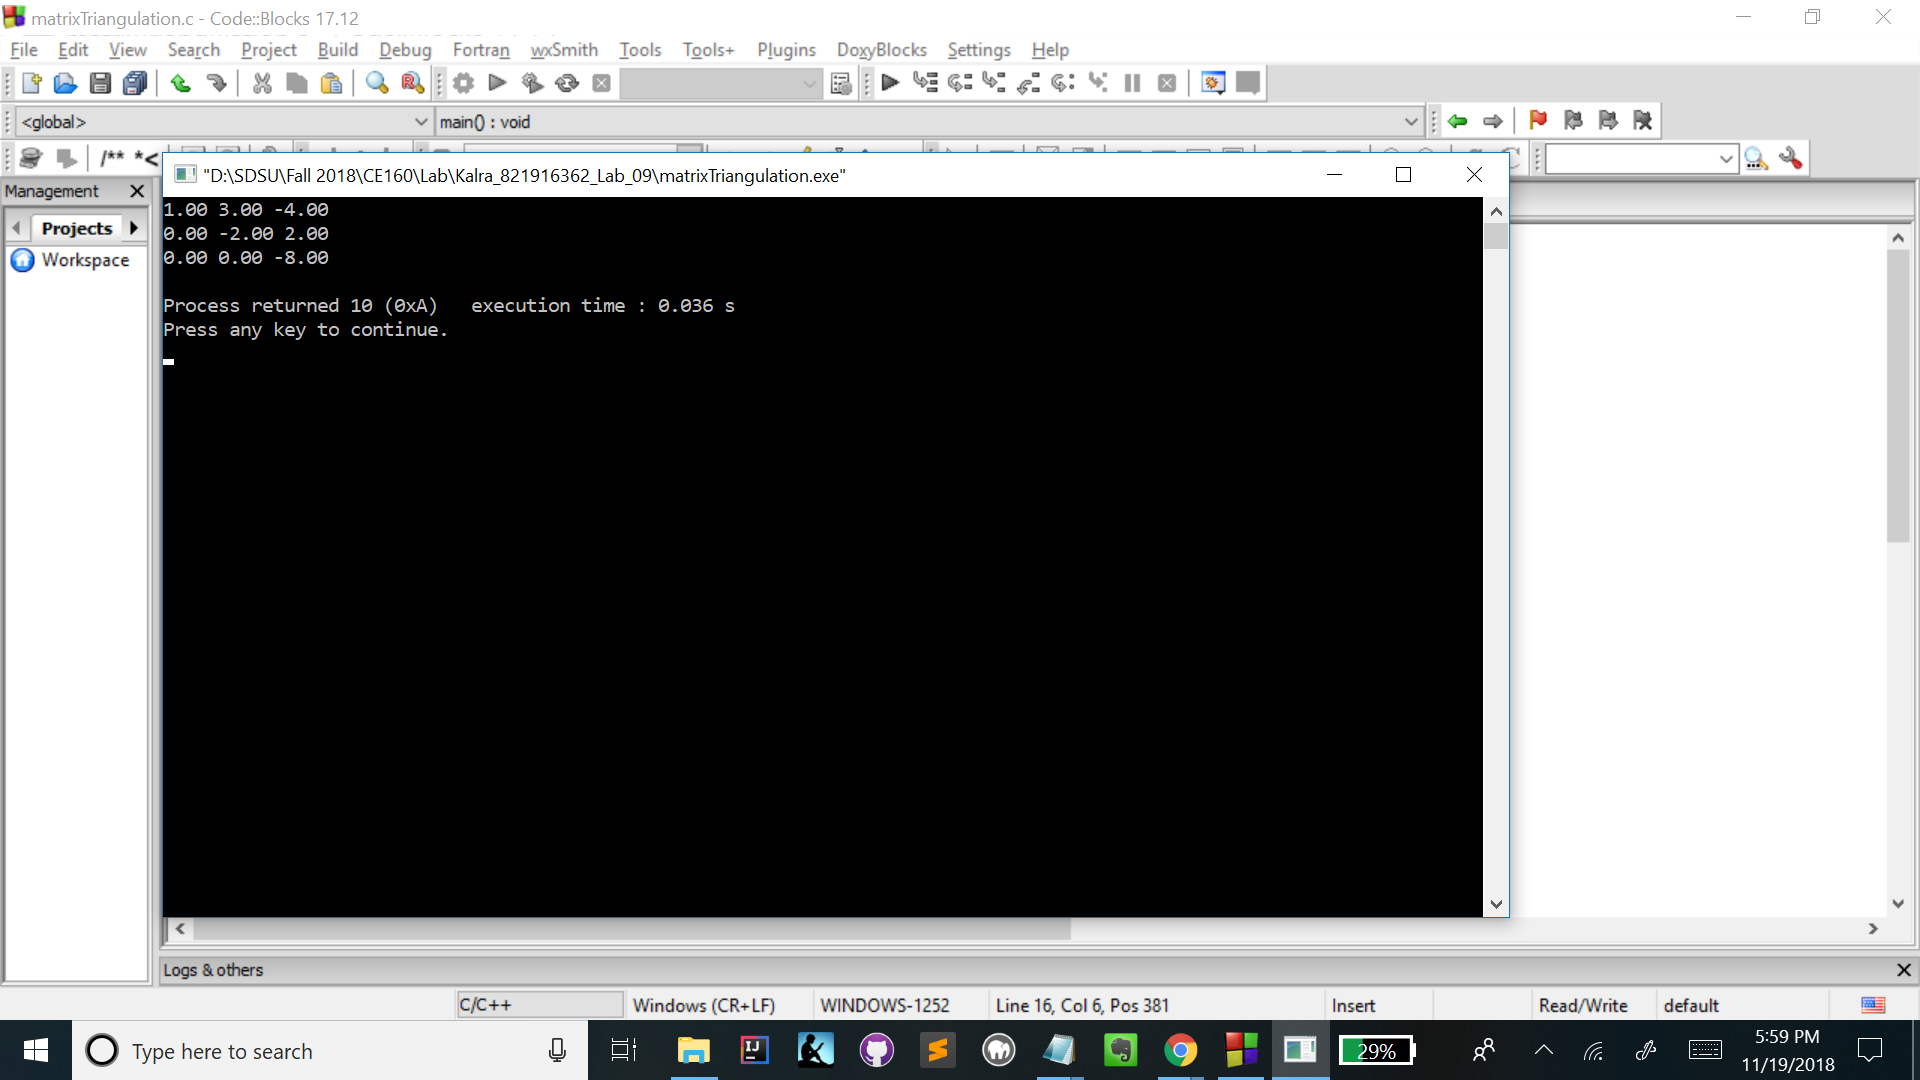 matrixTriangulation.c - Code::Blocks 17.12
File Edit View Search Project Build Debug Fortran wxSmith Tools Tools+ Plugins DoxyBlocks Settings Help
<global> main() : void
/** *<
"D:\SDSU\Fall 2018\CE160\Lab\Kalra_821916362_Lab_09\matrixTriangulation.exe"
Management
Projects
Workspace
1.00 3.00 -4.00
0.00 -2.00 2.00
0.00 0.00 -8.00
Process returned 10 (0xA)   execution time : 0.036 s
Press any key to continue.
Logs & others
C/C++ Windows (CR+LF) WINDOWS-1252 Line 16, Col 6, Pos 381 Insert Read/Write default
Type here to search
IJ
29%
5:59 PM
11/19/2018